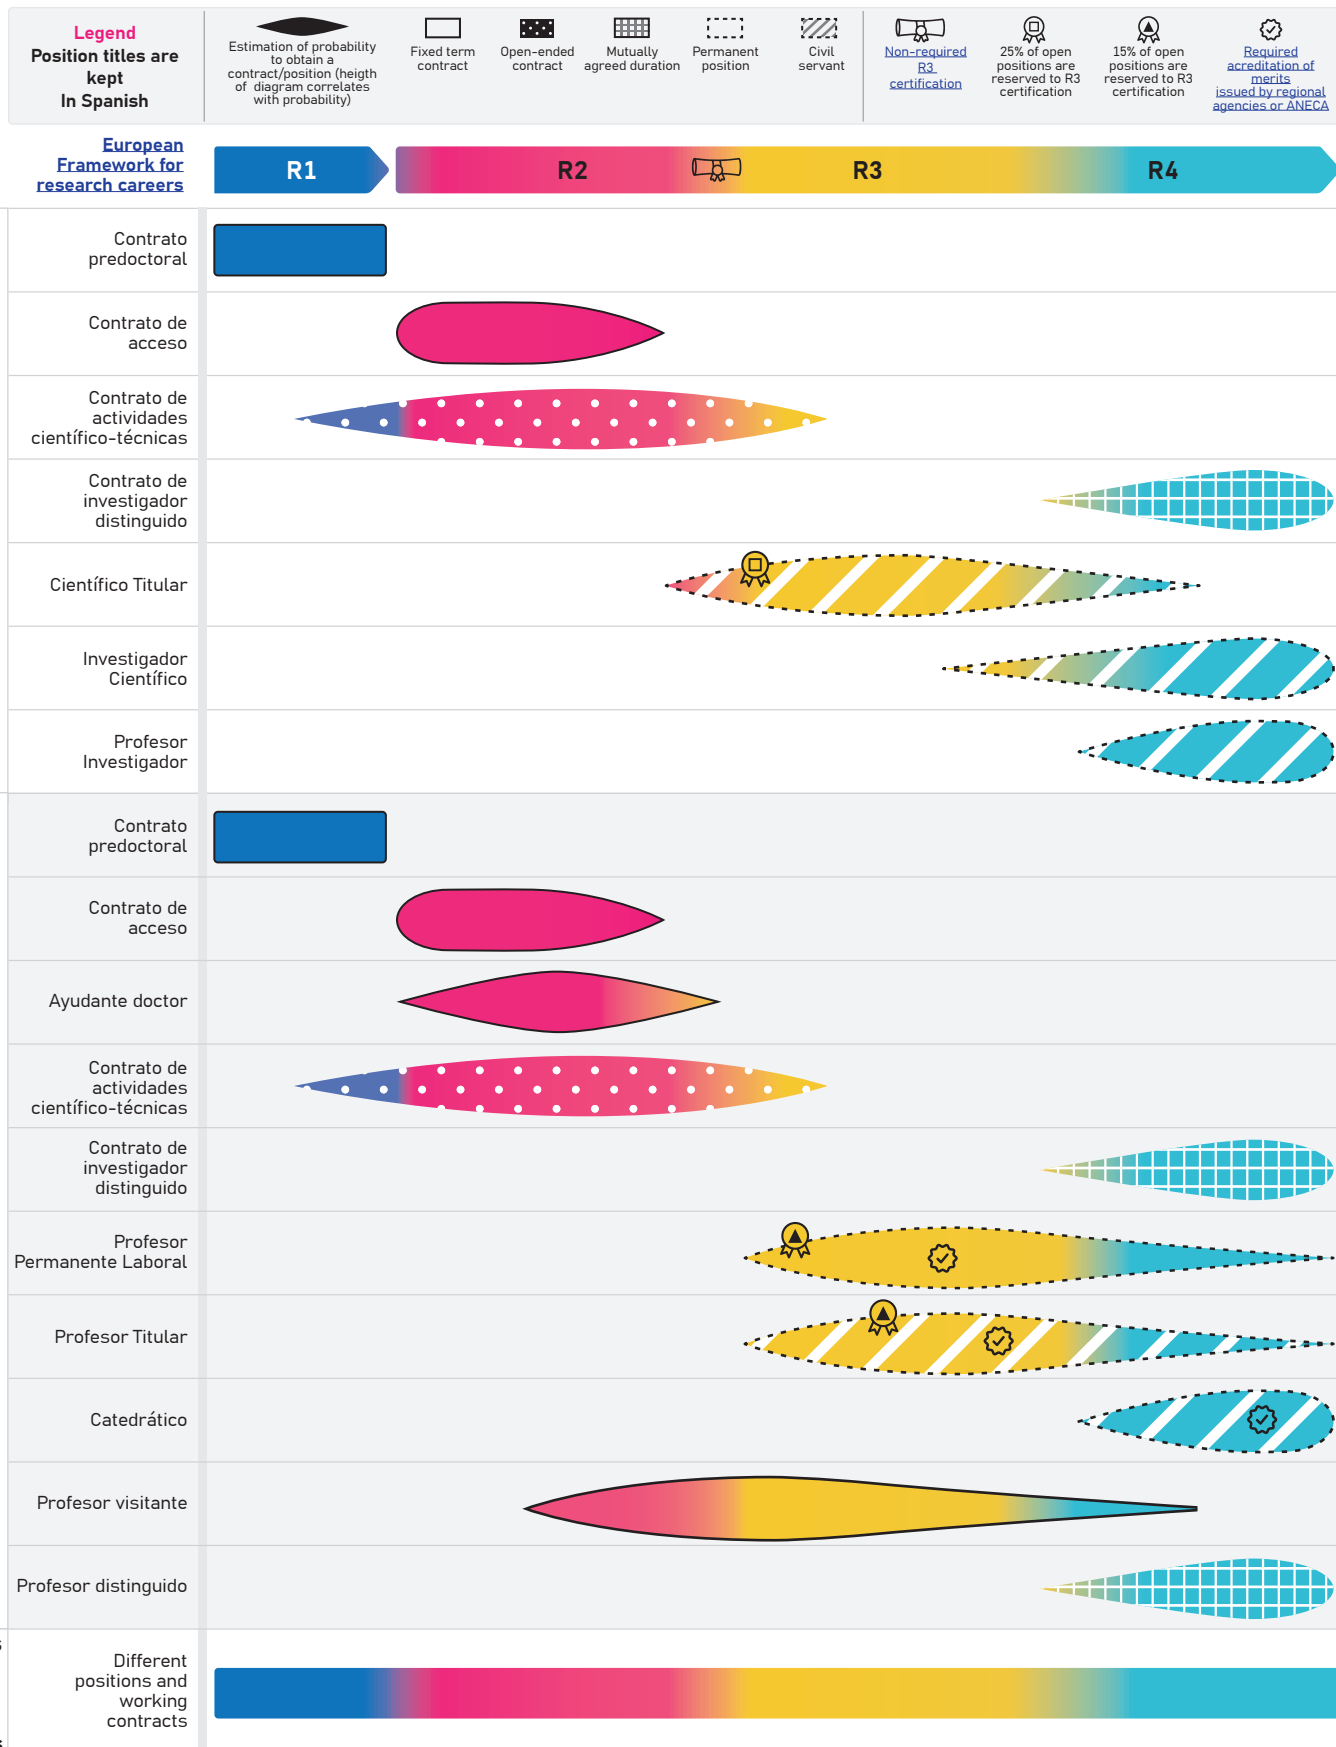 Legend
Position titles are
kept
In Spanish
Estimation of probability
to obtain a
contract/position (heigth
of diagram correlates
with probability)
Fixed term
contract
Open-ended
contract
Mutually
agreed duration
Permanent
position
Civil
servant
Non-required
R3
certification
25% of open
positions are
reserved to R3
certification
15% of open
positions are
reserved to R3
certification
Required
acreditation of
merits
issued by regional
agencies or ANECA
European
Framework for
research careers
R1
R2
R3
R4
Contrato
predoctoral
Contrato de
acceso
Contrato de
actividades
científico-técnicas
Contrato de
investigador
distinguido
Científico Titular
Investigador
Científico
Profesor
Investigador
Contrato
predoctoral
Contrato de
acceso
Ayudante doctor
Contrato de
actividades
científico-técnicas
Contrato de
investigador
distinguido
Profesor
Permanente Laboral
Profesor Titular
Catedrático
Profesor visitante
Profesor distinguido
Different
positions and
working
contracts